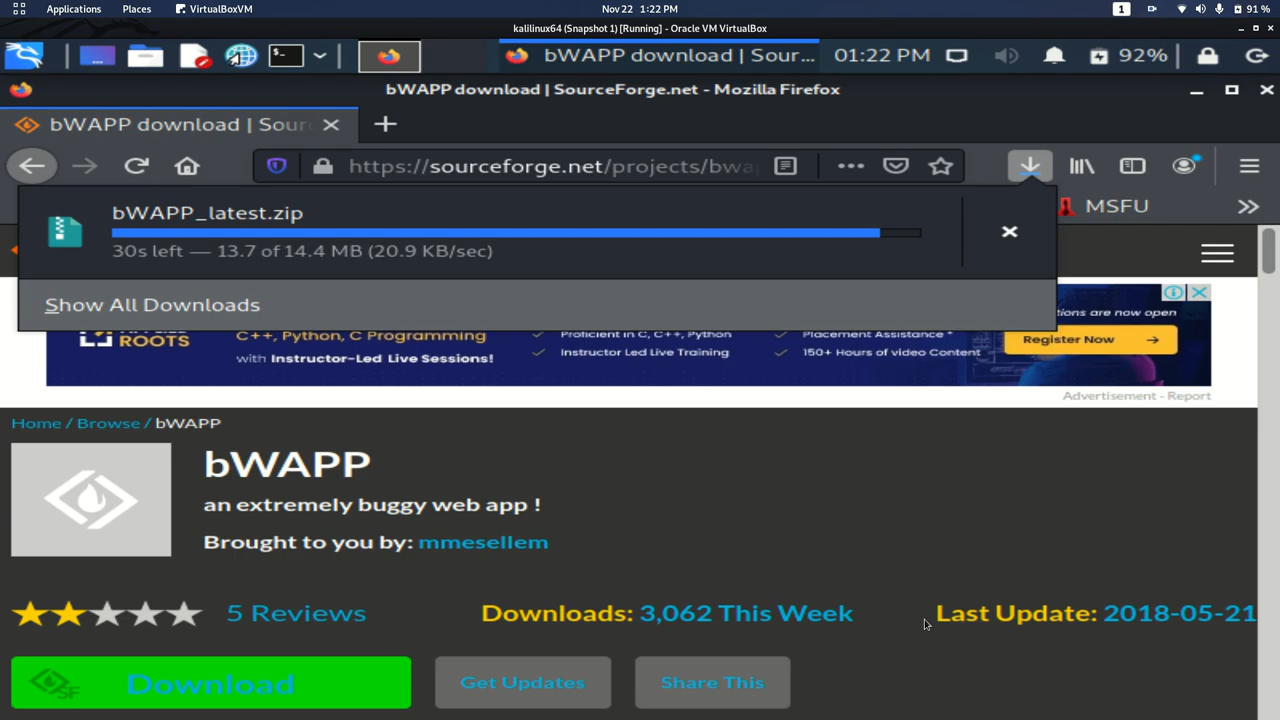 Applications Places VirtualBoxVM Nov 22 1:22 PM 1 91 %
kalilinux64 (Snapshot 1) [Running] - Oracle VM VirtualBox
bWAPP download | Sour... 01:22 PM 92%
bWAPP download | SourceForge.net - Mozilla Firefox
bWAPP download | Sour
https://sourceforge.net/projects/bwa
MSFU
bWAPP_latest.zip
30s left — 13.7 of 14.4 MB (20.9 KB/sec)
Show All Downloads
ROOTS
C++, Python, C Programming
with Instructor-Led Live Sessions!
Proficient in C, C++, Python
Instructor Led Live Training
Placement Assistance *
150+ Hours of video Content
tions are now open
Register Now
Advertisement - Report
Home / Browse / bWAPP
bWAPP
an extremely buggy web app !
Brought to you by: mmesellem
5 Reviews Downloads: 3,062 This Week Last Update: 2018-05-21
SF Download Get Updates Share This